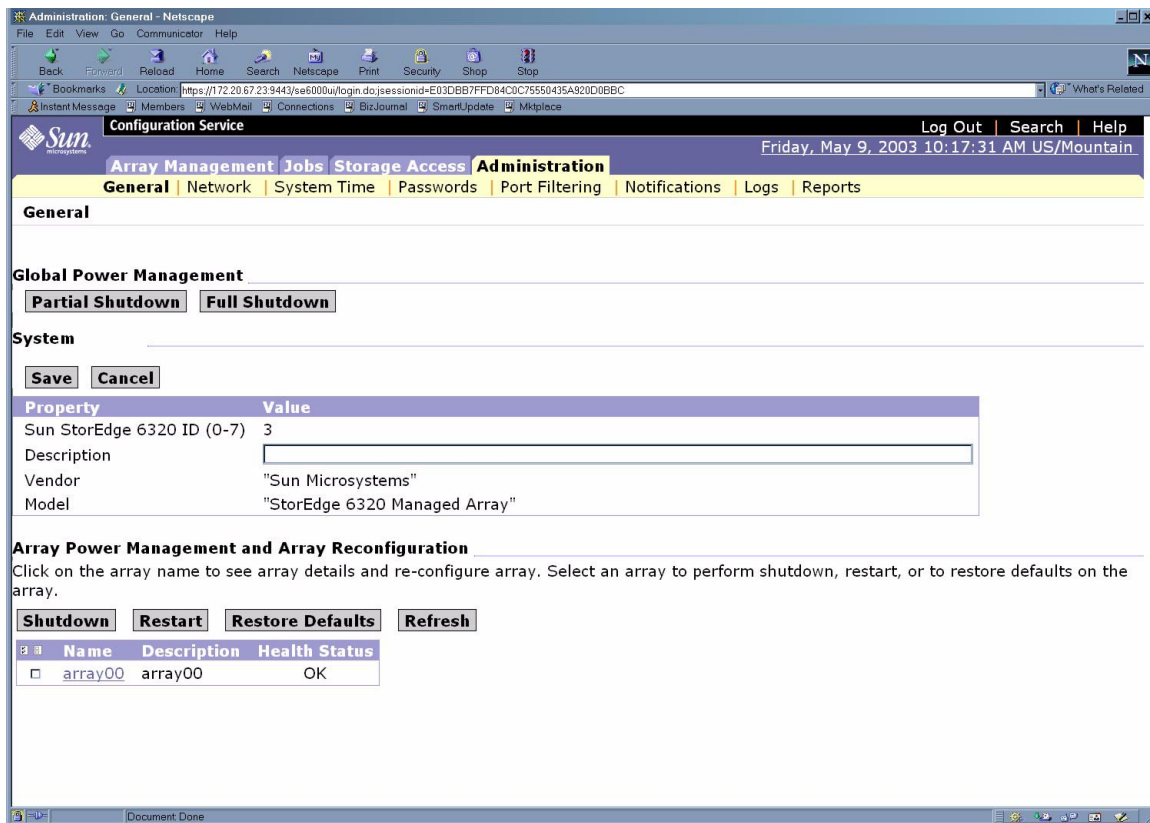 Administration: General - Netscape
File Edit View Go Communicator Help
Back Forward Reload Home Search Netscape Print Security Shop Stop
Bookmarks Location: https://172.20.67.23:9443/se6000ui/login.do;jsessionid=E03DBB7FFD84C0C75550435A920D0BBC What's Related
Instant Message Members WebMail Connections BizJournal SmartUpdate Mktplace
Sun microsystems
Configuration Service
Log Out | Search | Help
Friday, May 9, 2003 10:17:31 AM US/Mountain
Array Management Jobs Storage Access Administration
General | Network | System Time | Passwords | Port Filtering | Notifications | Logs | Reports
General
Global Power Management
Partial Shutdown Full Shutdown
System
Save Cancel
Property Value
Sun StorEdge 6320 ID (0-7) 3
Description
Vendor "Sun Microsystems"
Model "StorEdge 6320 Managed Array"
Array Power Management and Array Reconfiguration
Click on the array name to see array details and re-configure array. Select an array to perform shutdown, restart, or to restore defaults on the
array.
Shutdown Restart Restore Defaults Refresh
Name Description Health Status
array00 array00 OK
Document: Done